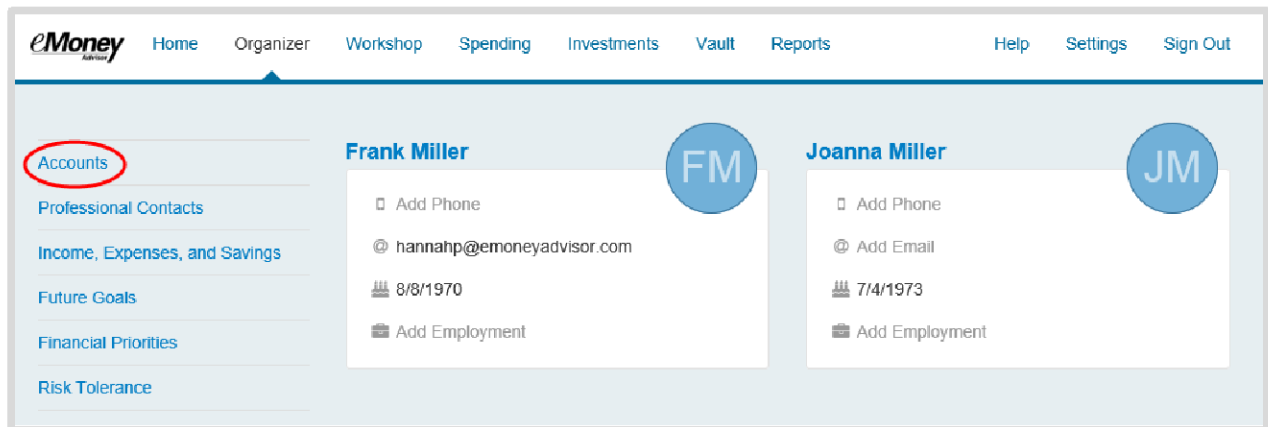 eMoney Advisor Home Organizer Workshop Spending Investments Vault Reports Help Settings Sign Out
Accounts
Professional Contacts
Income, Expenses, and Savings
Future Goals
Financial Priorities
Risk Tolerance
Frank Miller
FM
Add Phone
hannahp@emoneyadvisor.com
8/8/1970
Add Employment
Joanna Miller
JM
Add Phone
@ Add Email
7/4/1973
Add Employment